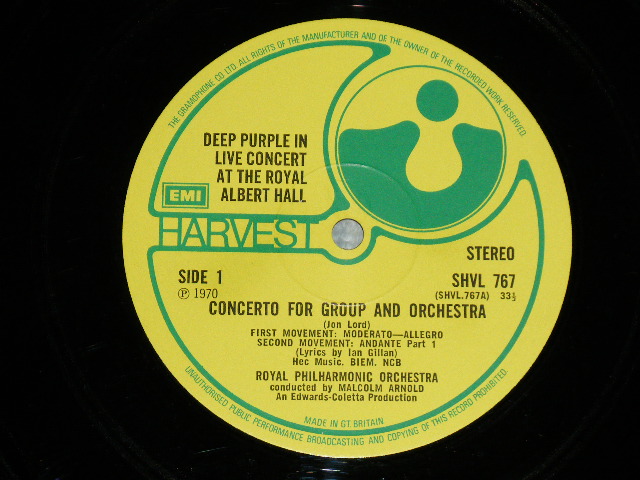 THE GRAMOPHONE CO LTD. ALL RIGHTS OF THE MANUFACTURER AND OF THE OWNER OF THE RECORDED WORK RESERVED.
DEEP PURPLE IN
LIVE CONCERT
AT THE ROYAL
ALBERT HALL
EMI
HARVEST
STEREO
SIDE 1
SHVL 767
℗ 1970
(SHVL.767A) 33⅓
CONCERTO FOR GROUP AND ORCHESTRA
(Jon Lord)
FIRST MOVEMENT: MODERATO—ALLEGRO
SECOND MOVEMENT: ANDANTE Part 1
(Lyrics by Ian Gillan)
Hec Music. BIEM. NCB
ROYAL PHILHARMONIC ORCHESTRA
conducted by MALCOLM ARNOLD
An Edwards-Coletta Production
MADE IN GT. BRITAIN
UNAUTHORISED PUBLIC PERFORMANCE BROADCASTING AND COPYING OF THIS RECORD PROHIBITED.